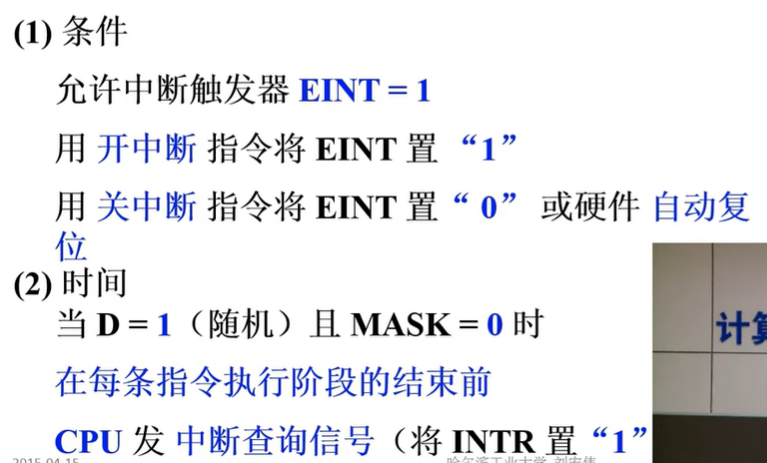 (1) 条件
允许中断触发器 EINT = 1
用 开中断 指令将 EINT 置 “1”
用 关中断 指令将 EINT 置“ 0” 或硬件 自动复
位
(2) 时间
当 D = 1（随机）且 MASK = 0 时
计算
在每条指令执行阶段的结束前
CPU 发 中断查询信号（将 INTR 置“1”
2015-04-15
哈尔滨工业大学 刘宏伟